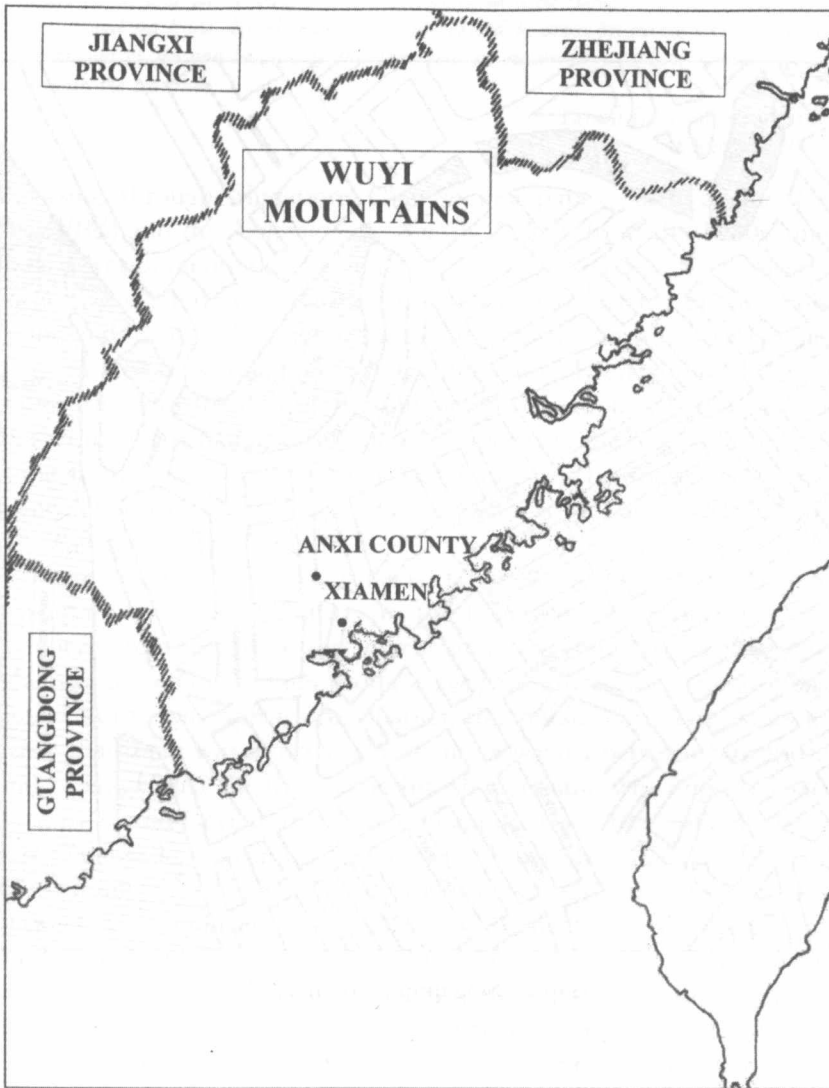 JIANGXI
PROVINCE
ZHEJIANG
PROVINCE
WUYI
MOUNTAINS
ANXI COUNTY
XIAMEN
GUANGDONG
PROVINCE